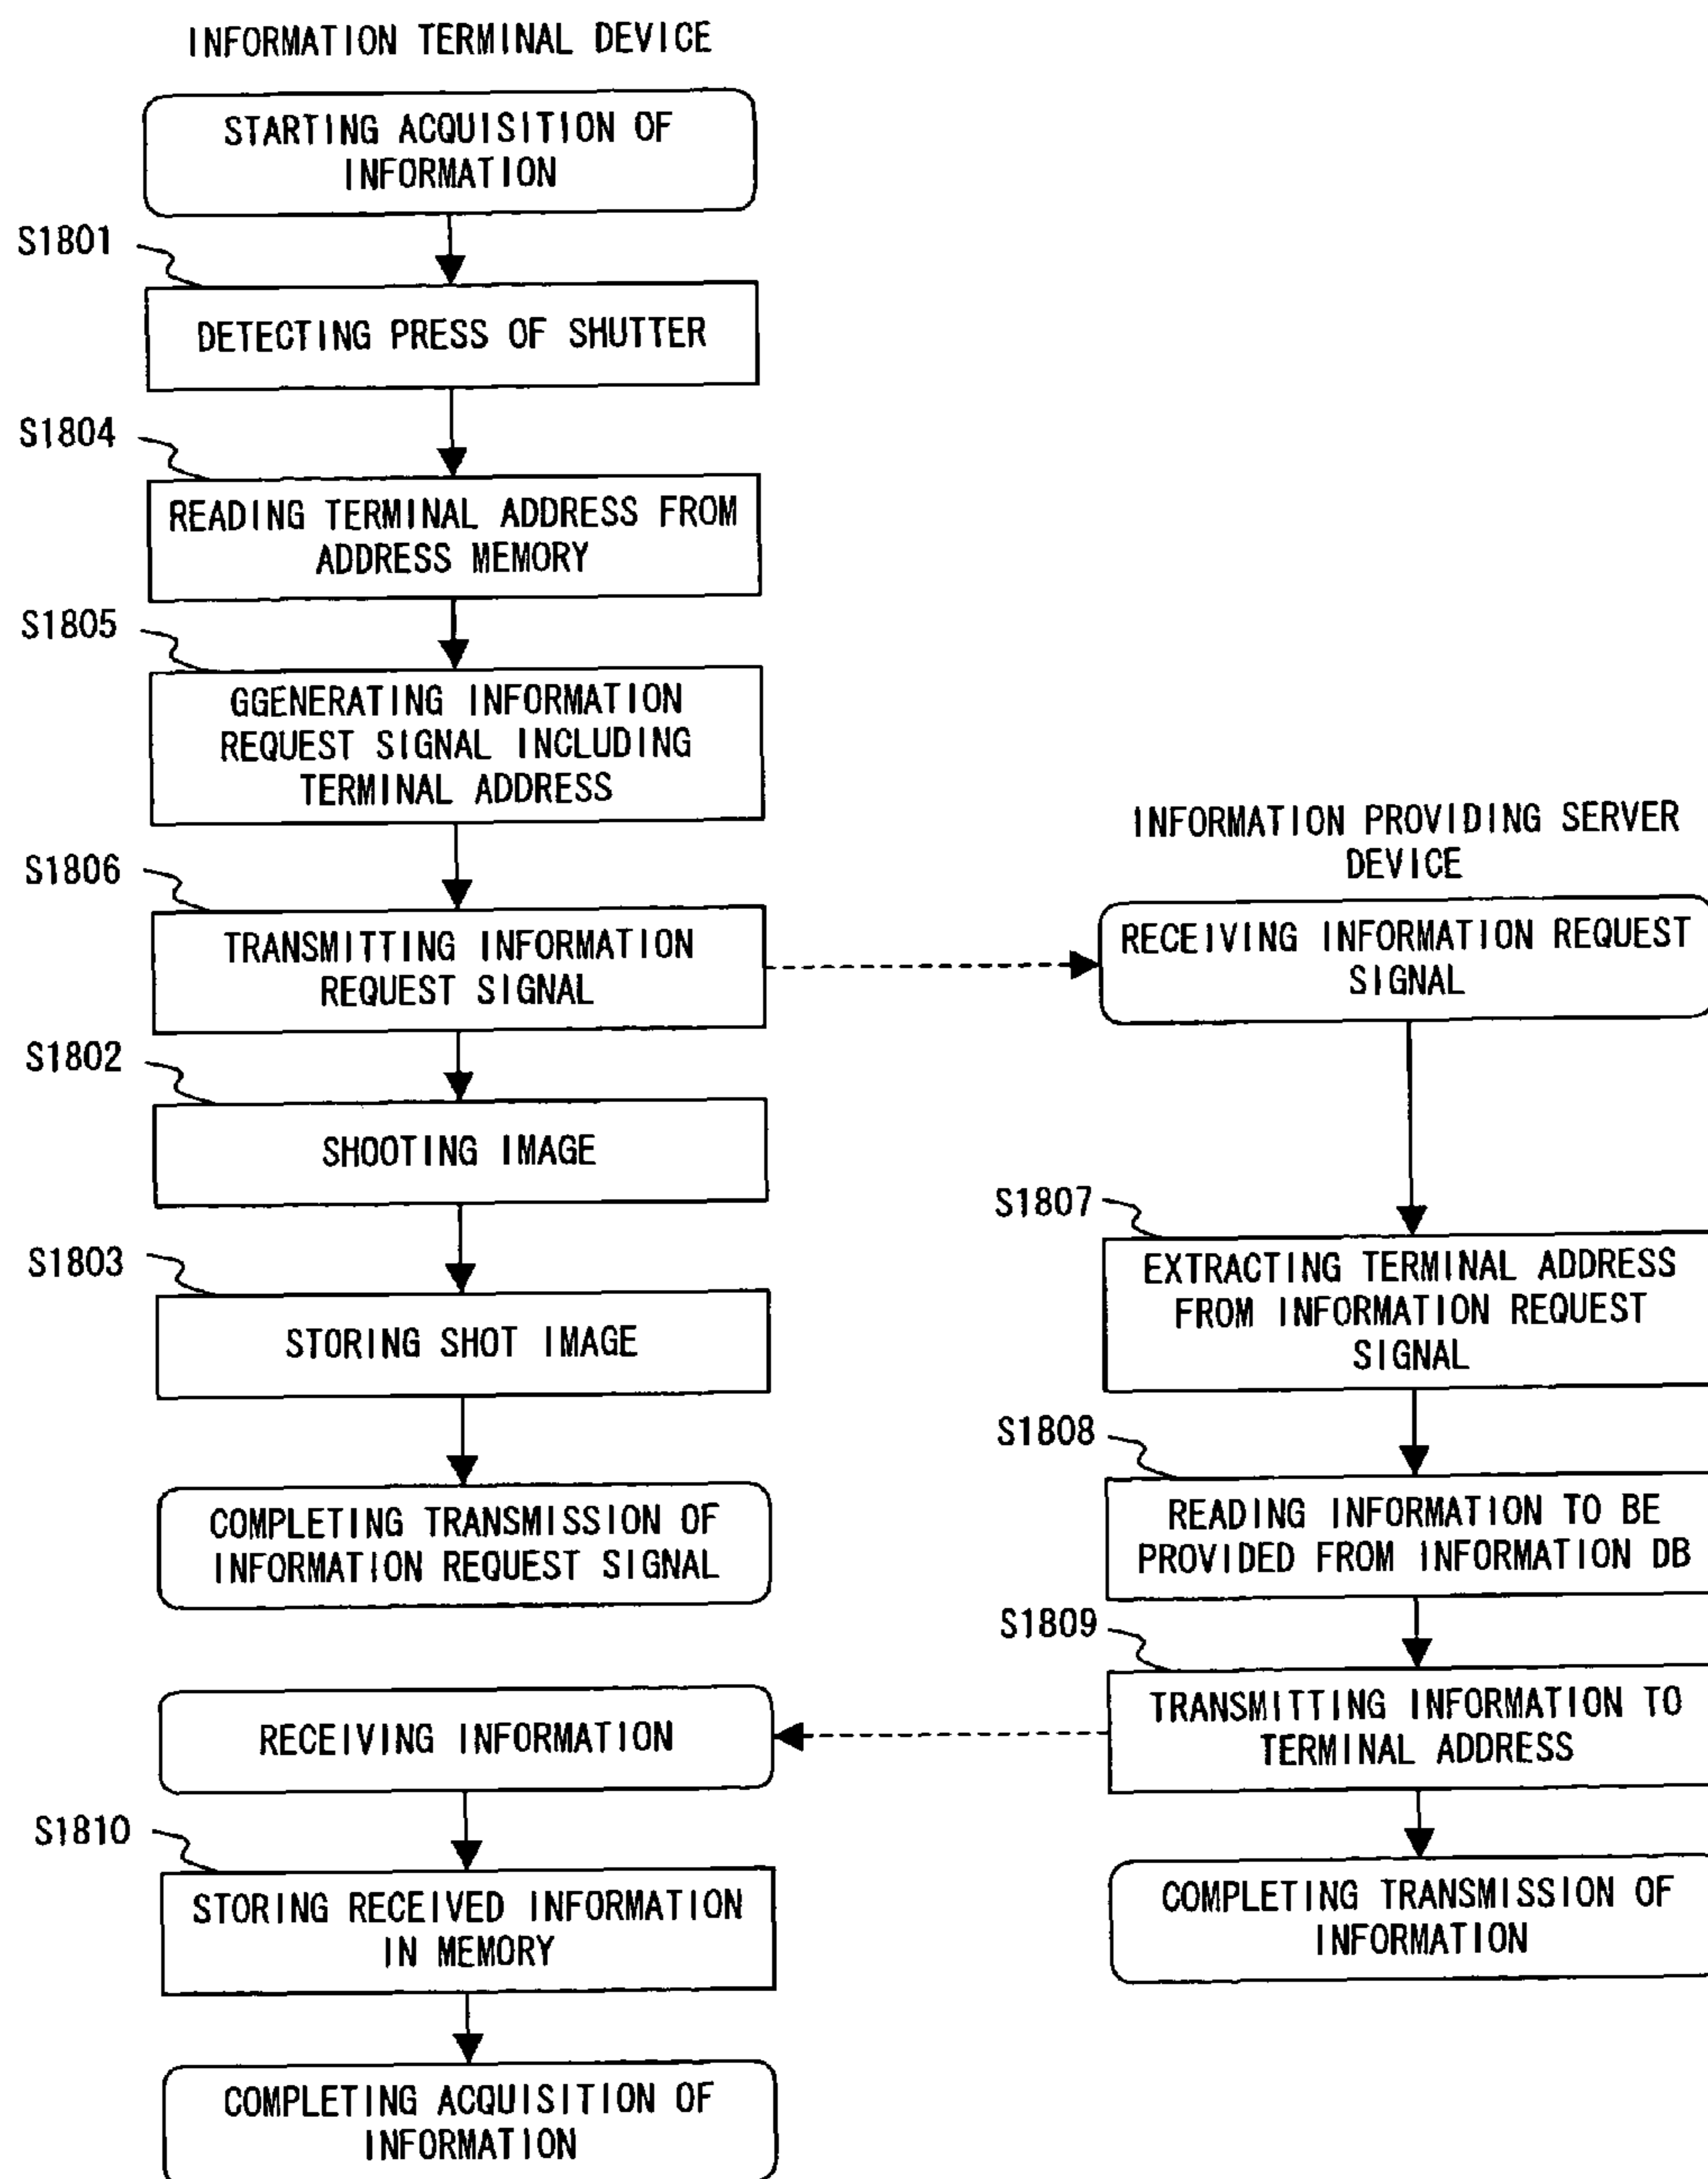 INFORMATION TERMINAL DEVICE
STARTING ACQUISITION OF
INFORMATION
S1801
DETECTING PRESS OF SHUTTER
S1804
READING TERMINAL ADDRESS FROM
ADDRESS MEMORY
S1805
GGENERATING INFORMATION
REQUEST SIGNAL INCLUDING
TERMINAL ADDRESS
S1806
TRANSMITTING INFORMATION
REQUEST SIGNAL
S1802
SHOOTING IMAGE
S1803
STORING SHOT IMAGE
COMPLETING TRANSMISSION OF
INFORMATION REQUEST SIGNAL
INFORMATION PROVIDING SERVER
DEVICE
RECEIVING INFORMATION REQUEST
SIGNAL
S1807
EXTRACTING TERMINAL ADDRESS
FROM INFORMATION REQUEST
SIGNAL
S1808
READING INFORMATION TO BE
PROVIDED FROM INFORMATION DB
S1809
TRANSMITTING INFORMATION TO
TERMINAL ADDRESS
COMPLETING TRANSMISSION OF
INFORMATION
RECEIVING INFORMATION
S1810
STORING RECEIVED INFORMATION
IN MEMORY
COMPLETING ACQUISITION OF
INFORMATION